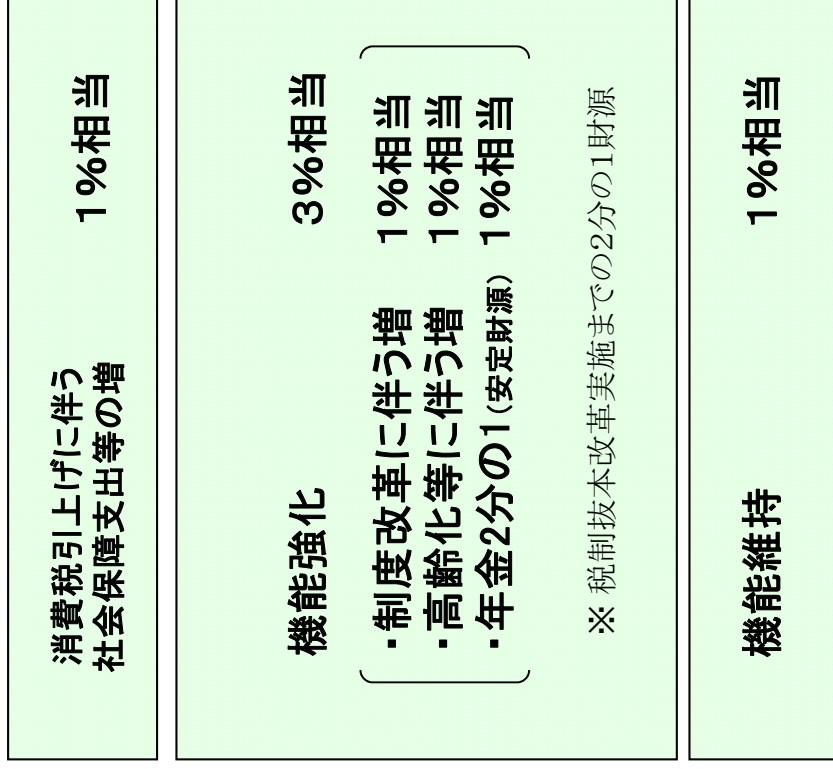 消費税引上げに伴う
社会保障支出等の増 1%相当
機能強化 3%相当
・制度改革に伴う増 1%相当
・高齢化等に伴う増 1%相当
・年金2分の1(安定財源) 1%相当
※ 税制抜本改革実施までの2分の1財源
機能維持 1%相当